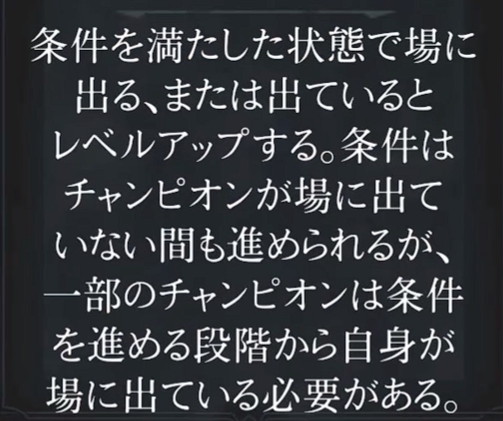 条件を満たした状態で場に
出る、または出ていると
レベルアップする。条件は
チャンピオンが場に出て
いない間も進められるが、
一部のチャンピオンは条件
を進める段階から自身が
場に出ている必要がある。